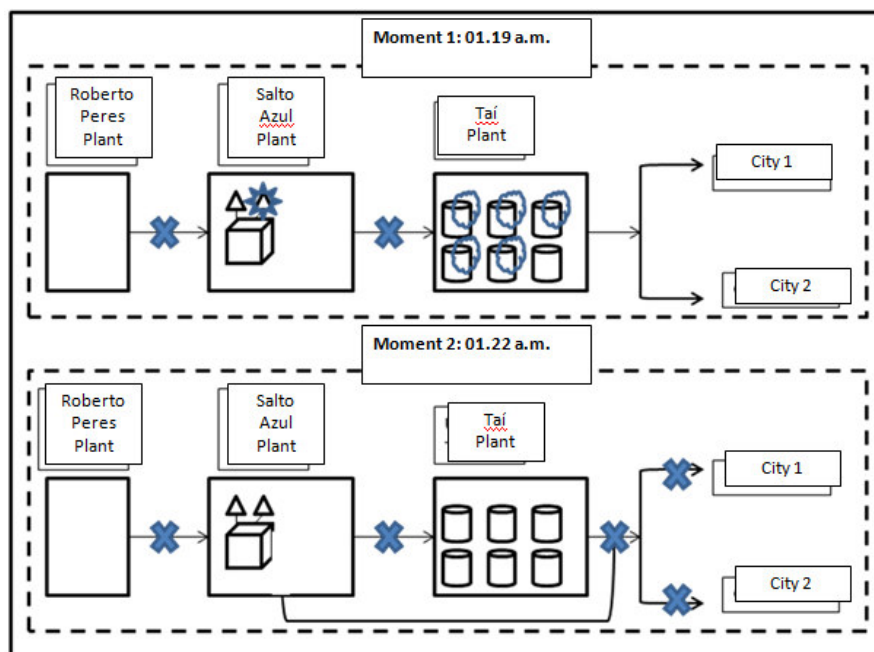 Moment 1: 01.19 a.m.
Roberto
Peres
Plant
Salto
Azul
Plant
Taí
Plant
City 1
City 2
Moment 2: 01.22 a.m.
Roberto
Peres
Plant
Salto
Azul
Plant
Taí
Plant
City 1
City 2